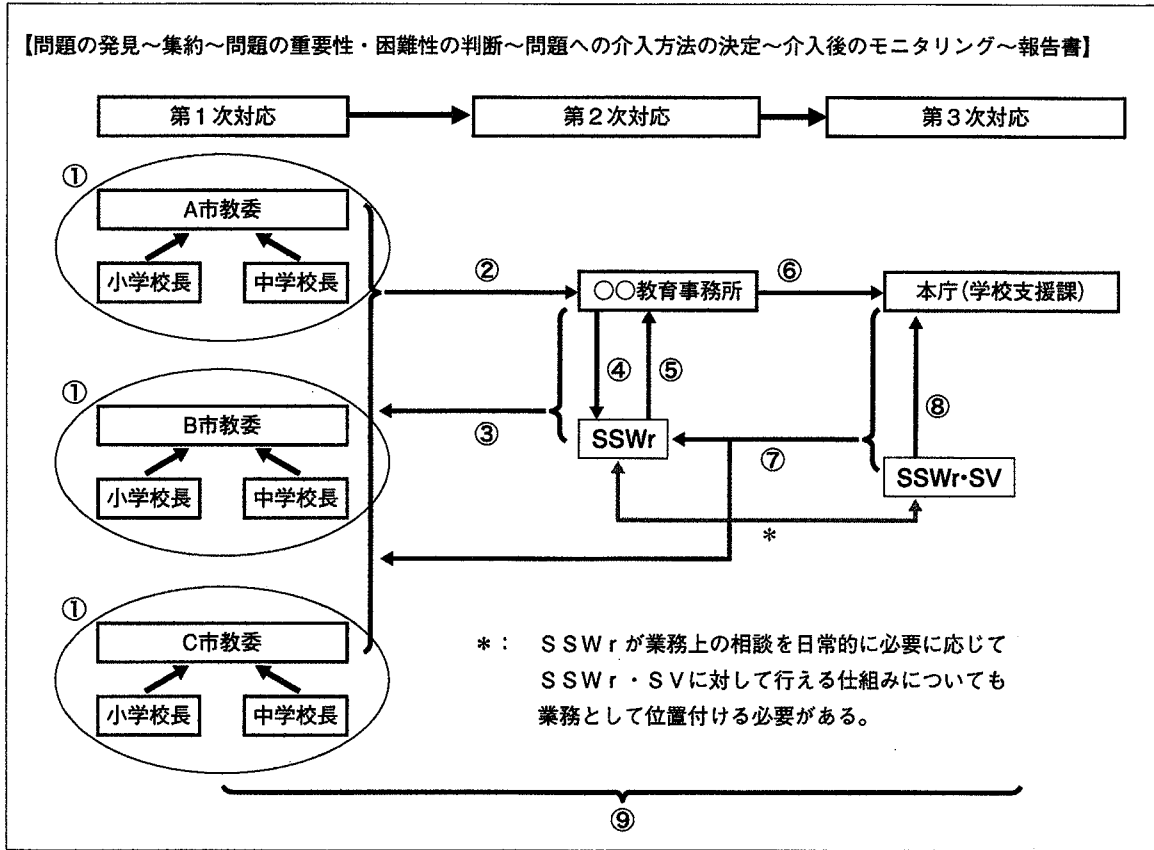 【問題の発見～集約～問題の重要性・困難性の判断～問題への介入方法の決定～介入後のモニタリング～報告書】
第1次対応
第2次対応
第3次対応
①
A市教委
小学校長
中学校長
②
○○教育事務所
⑥
本庁(学校支援課)
④
⑤
③
SSWr
⑦
⑧
SSWr・SV
＊
①
B市教委
小学校長
中学校長
①
C市教委
小学校長
中学校長
＊： ＳＳＷｒが業務上の相談を日常的に必要に応じて
ＳＳＷｒ・ＳＶに対して行える仕組みについても
業務として位置付ける必要がある。
⑨